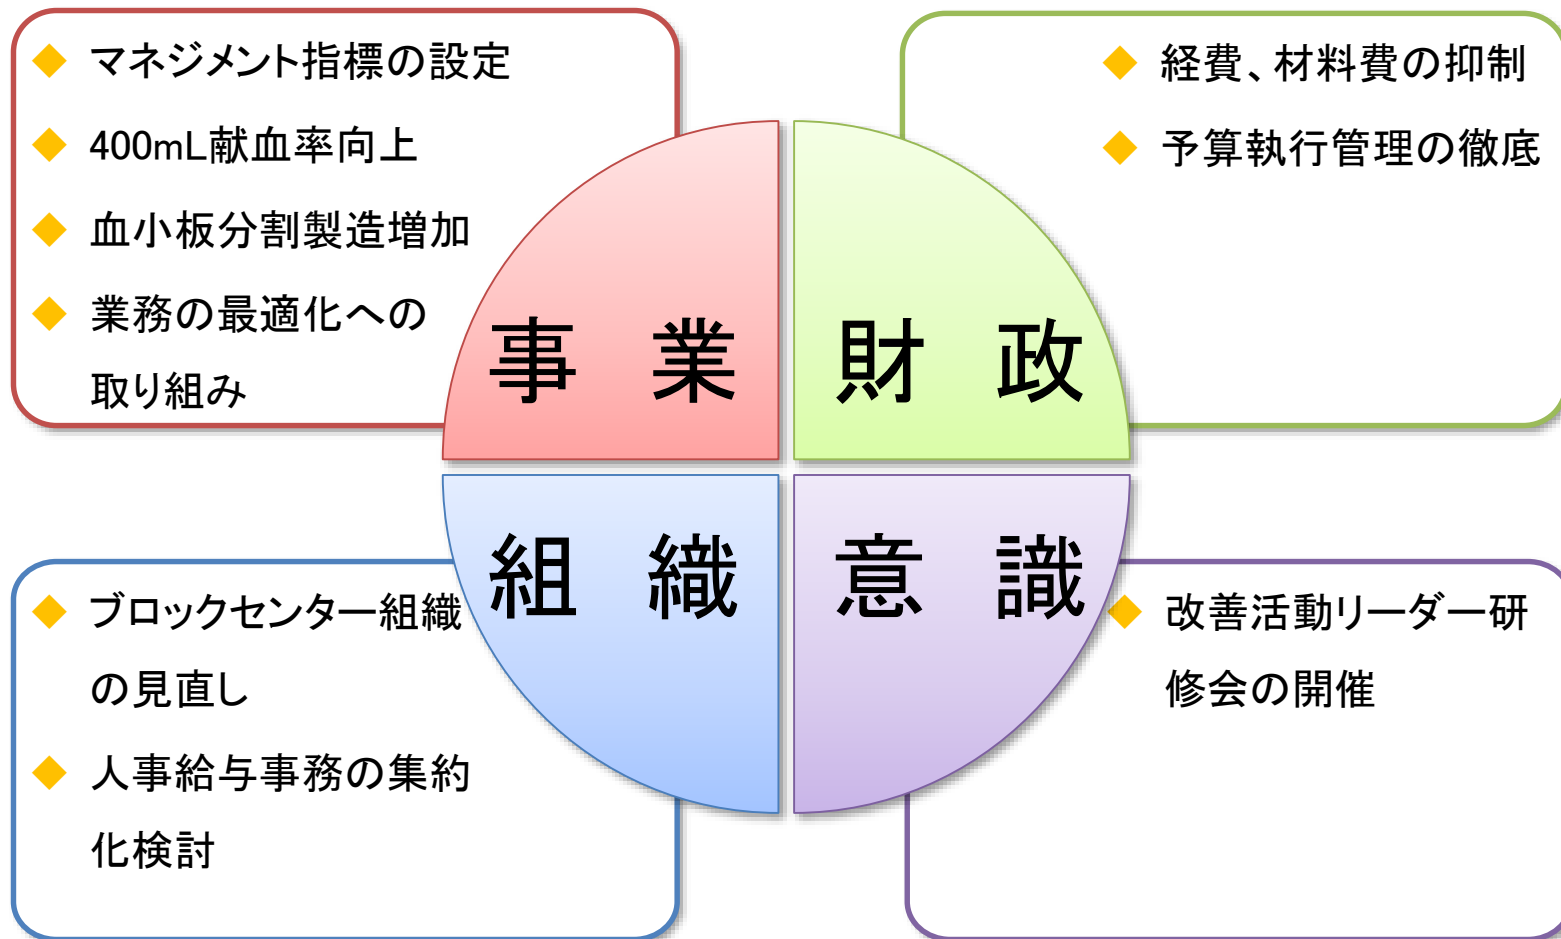 ◆ マネジメント指標の設定
◆ 400mL献血率向上
◆ 血小板分割製造増加
◆ 業務の最適化への
取り組み
事 業
◆ 経費、材料費の抑制
◆ 予算執行管理の徹底
財 政
◆ ブロックセンター組織
の見直し
◆ 人事給与事務の集約
化検討
組 織
意 識
◆ 改善活動リーダー研
修会の開催